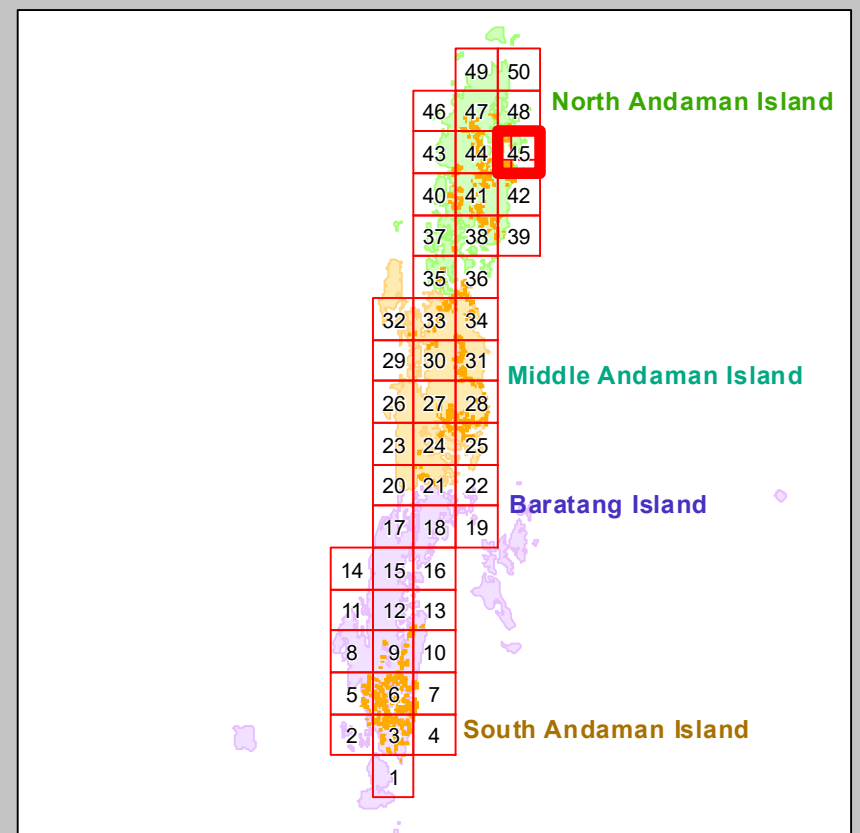 49 50
North Andaman Island
46 47 48
43 44 45
40 41 42
37 38 39
35 36
32 33 34
29 30 31
Middle Andaman Island
26 27 28
23 24 25
20 21 22
Baratang Island
17 18 19
14 15 16
11 12 13
8 9 10
5 6 7
2 3 4
South Andaman Island
1